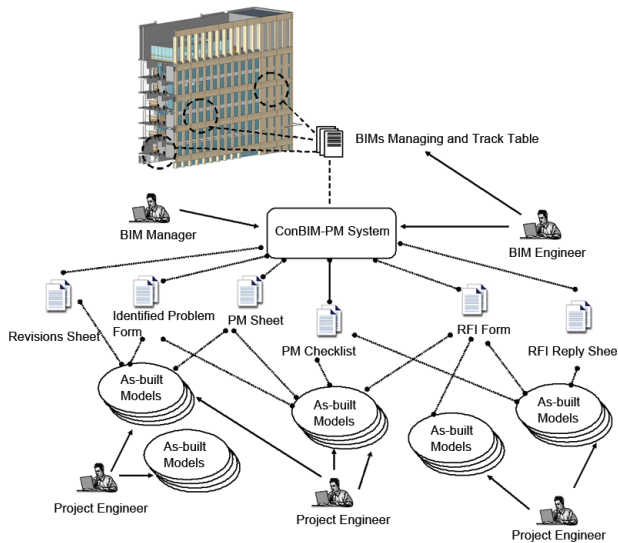 BIMs Managing and Track Table
BIM Manager
ConBIM-PM System
BIM Engineer
Revisions Sheet
Identified Problem
Form
PM Sheet
PM Checklist
RFI Form
RFI Reply Shee
As-built
Models
As-built
Models
As-built
Models
As-built
Models
As-built
Models
Project Engineer
Project Engineer
Project Engineer